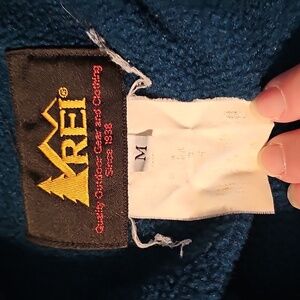 REI®
Quality Outdoor Gear and Clothing
Since 1938
M